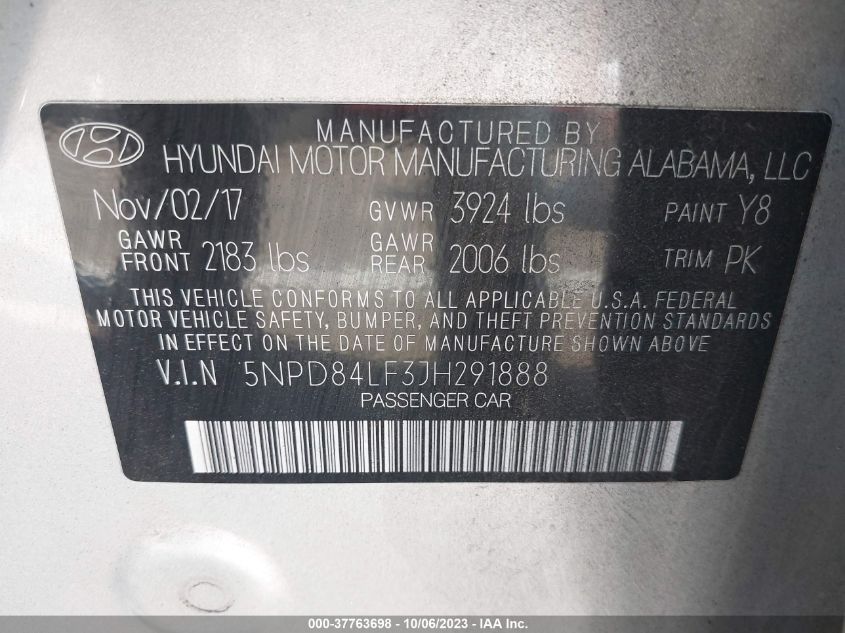 MANUFACTURED BY
HYUNDAI MOTOR MANUFACTURING ALABAMA, LLC
Nov/02/17 GVWR 3924 lbs PAINT Y8
GAWR FRONT 2183 lbs GAWR REAR 2006 lbs TRIM PK
THIS VEHICLE CONFORMS TO ALL APPLICABLE U.S.A. FEDERAL
MOTOR VEHICLE SAFETY, BUMPER, AND THEFT PREVENTION STANDARDS
IN EFFECT ON THE DATE OF MANUFACTURE SHOWN ABOVE.
V.I.N 5NPD84LF3JH291888
PASSENGER CAR
000-37763698 - 10/06/2023 - IAA Inc.